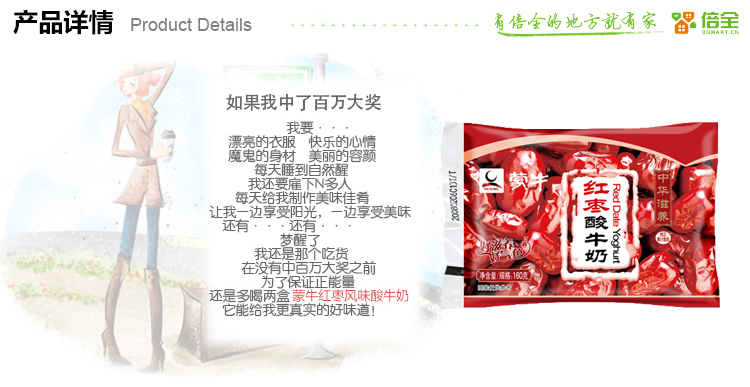 产品详情 Product Details
有倍全的地方就有家
倍全
BQMART.CN
如果我中了百万大奖
我要···
漂亮的衣服 快乐的心情
魔鬼的身材 美丽的容颜
每天睡到自然醒
我还要雇下N多人
每天给我制作美味佳肴
让我一边享受阳光，一边享受美味
还有···还有···
梦醒了
我还是那个吃货
在没有中百万大奖之前
为了保证正能量
还是多喝两盒 蒙牛红枣风味酸牛奶
它能给我更真实的好味道！
蒙牛
红枣
酸牛奶
Red Date Yoghurt
中华滋养
净含量/规格:160克